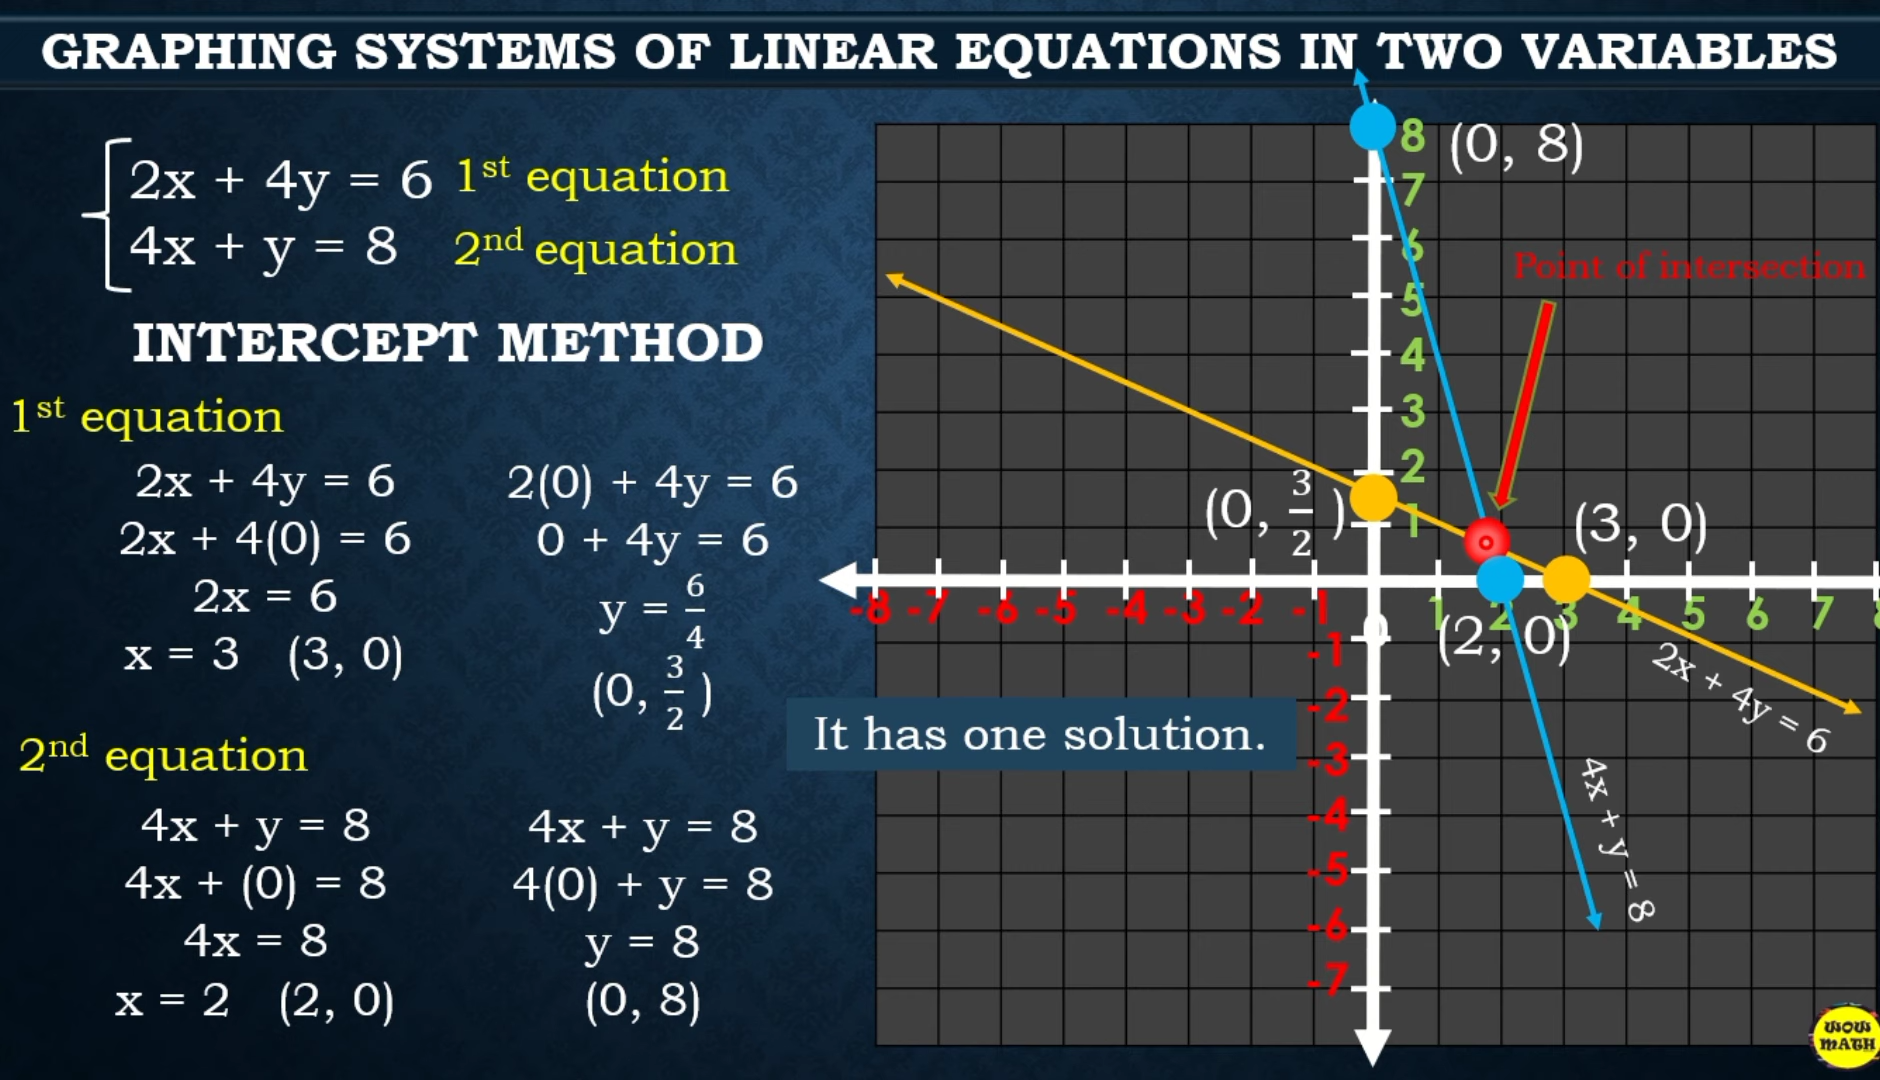 GRAPHING SYSTEMS OF LINEAR EQUATIONS IN TWO VARIABLES
2x + 4y = 6 1st equation
4x + y = 8 2nd equation
INTERCEPT METHOD
1st equation
2x + 4y = 6
2x + 4(0) = 6
2x = 6
x = 3 (3, 0)
2(0) + 4y = 6
0 + 4y = 6
y = 6/4
(0, 3/2 )
2nd equation
4x + y = 8
4x + (0) = 8
4x = 8
x = 2 (2, 0)
4x + y = 8
4(0) + y = 8
y = 8
(0, 8)
It has one solution.
8
7
6
5
4
3
2
1
(0, 8)
Point of intersection
(0, 3/2 )
(3, 0)
-8 -7 -6 -5 -4 -3 -2 -1 0 1 2 3 4 5 6 7 8
(2, 0)
-1
-2
-3
-4
-5
-6
-7
2x + 4y = 6
4x + y = 8
WOW
MATH